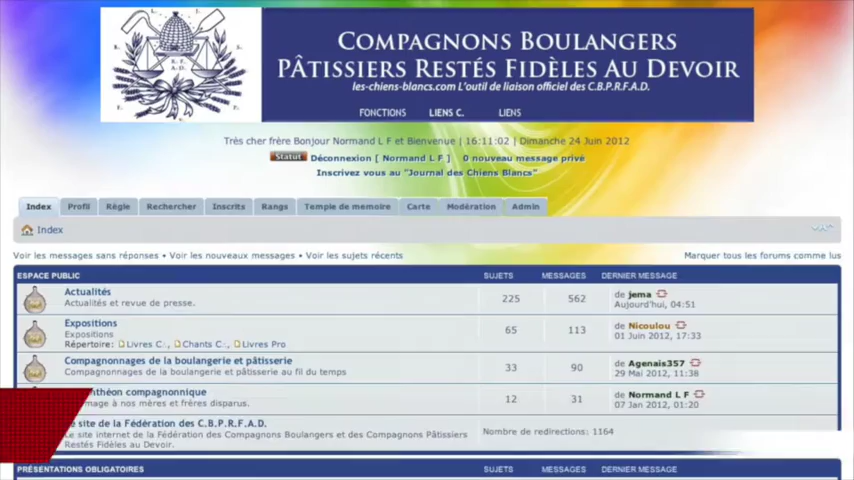 COMPAGNONS BOULANGERS
PÂTISSIERS RESTÉS FIDÈLES AU DEVOIR
les-chiens-blancs.com L'outil de liaison officiel des C.B.P.R.F.A.D.
FONCTIONS LIENS C. LIENS
Très cher frère Bonjour Normand L F et Bienvenue | 16:11:02 | Dimanche 24 Juin 2012
Statut Déconnexion [ Normand L F ] 0 nouveau message privé
Inscrivez vous au "Journal des Chiens Blancs"
Index Profil Règle Rechercher Inscrits Rangs Temple de memoire Carte Modération Admin
Index
Voir les messages sans réponses • Voir les nouveaux messages • Voir les sujets récents Marquer tous les forums comme lus
ESPACE PUBLIC SUJETS MESSAGES DERNIER MESSAGE
Actualités
Actualités et revue de presse.
225 562
de jema
Aujourd'hui, 04:51
Expositions
Expositions
Répertoire: Livres C∴, Chants C∴, Livres Pro
65 113
de Nicoulou
01 Juin 2012, 17:33
Compagnonnages de la boulangerie et pâtisserie
Compagnonnages de la boulangerie et pâtisserie au fil du temps
33 90
de Agenais357
29 Mai 2012, 11:38
nthéon compagnonnique
mage à nos mères et frères disparus.
12 31
de Normand L F
07 Jan 2012, 01:20
e site de la Fédération des C.B.P.R.F.A.D.
Le site internet de la Fédération des Compagnons Boulangers et des Compagnons Pâtissiers
Restés Fidèles au Devoir.
Nombre de redirections: 1164
PRÉSENTATIONS OBLIGATOIRES SUJETS MESSAGES DERNIER MESSAGE